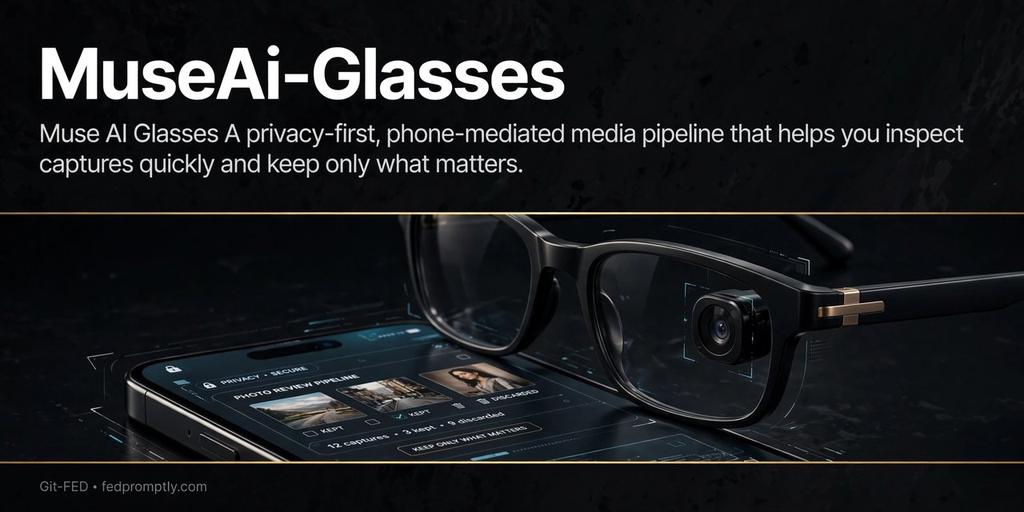 MuseAi-Glasses
Muse AI Glasses A privacy-first, phone-mediated media pipeline that helps you inspect
captures quickly and keep only what matters.
PRIVACY • SECURE
PHOTO REVIEW PIPELINE
KEPT
KEPT
DISCARDED
12 captures • 3 kept • 9 discarded
KEEP ONLY WHAT MATTERS
Git-FED • fedpromptly.com